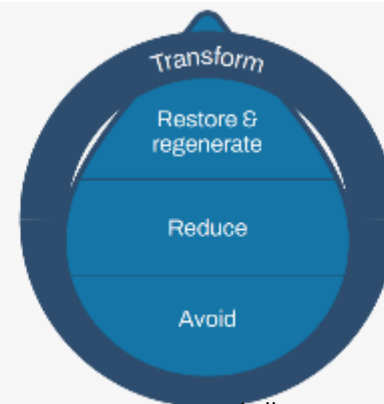 Transform
Restore &
regenerate
Reduce
Avoid